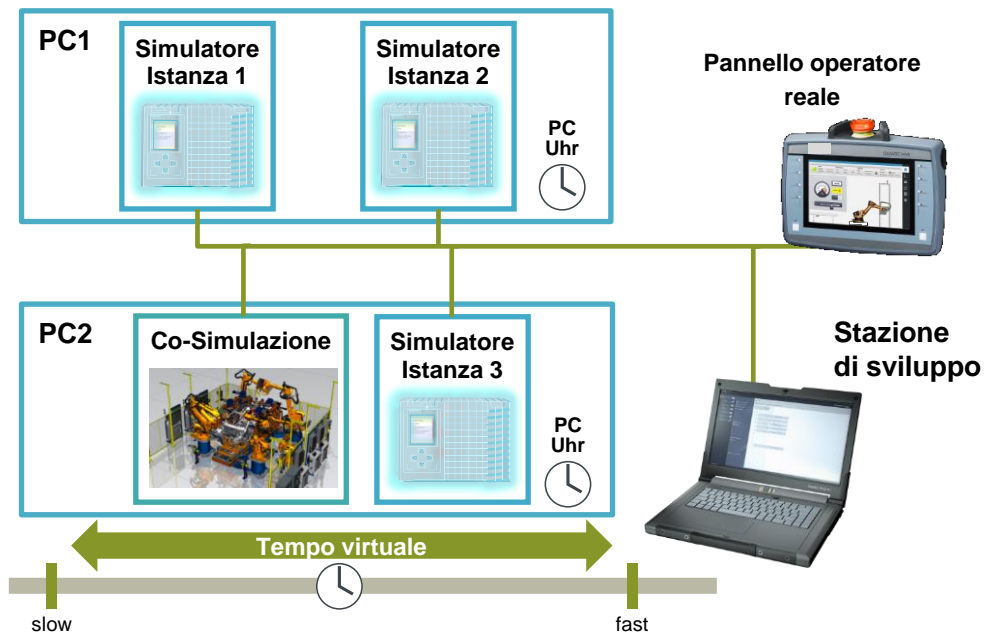 PC1
Simulatore
Istanza 1
Simulatore
Istanza 2
PC
Uhr
Pannello operatore
reale
PC2
Co-Simulazione
Simulatore
Istanza 3
PC
Uhr
Stazione
di sviluppo
Tempo virtuale
slow
fast